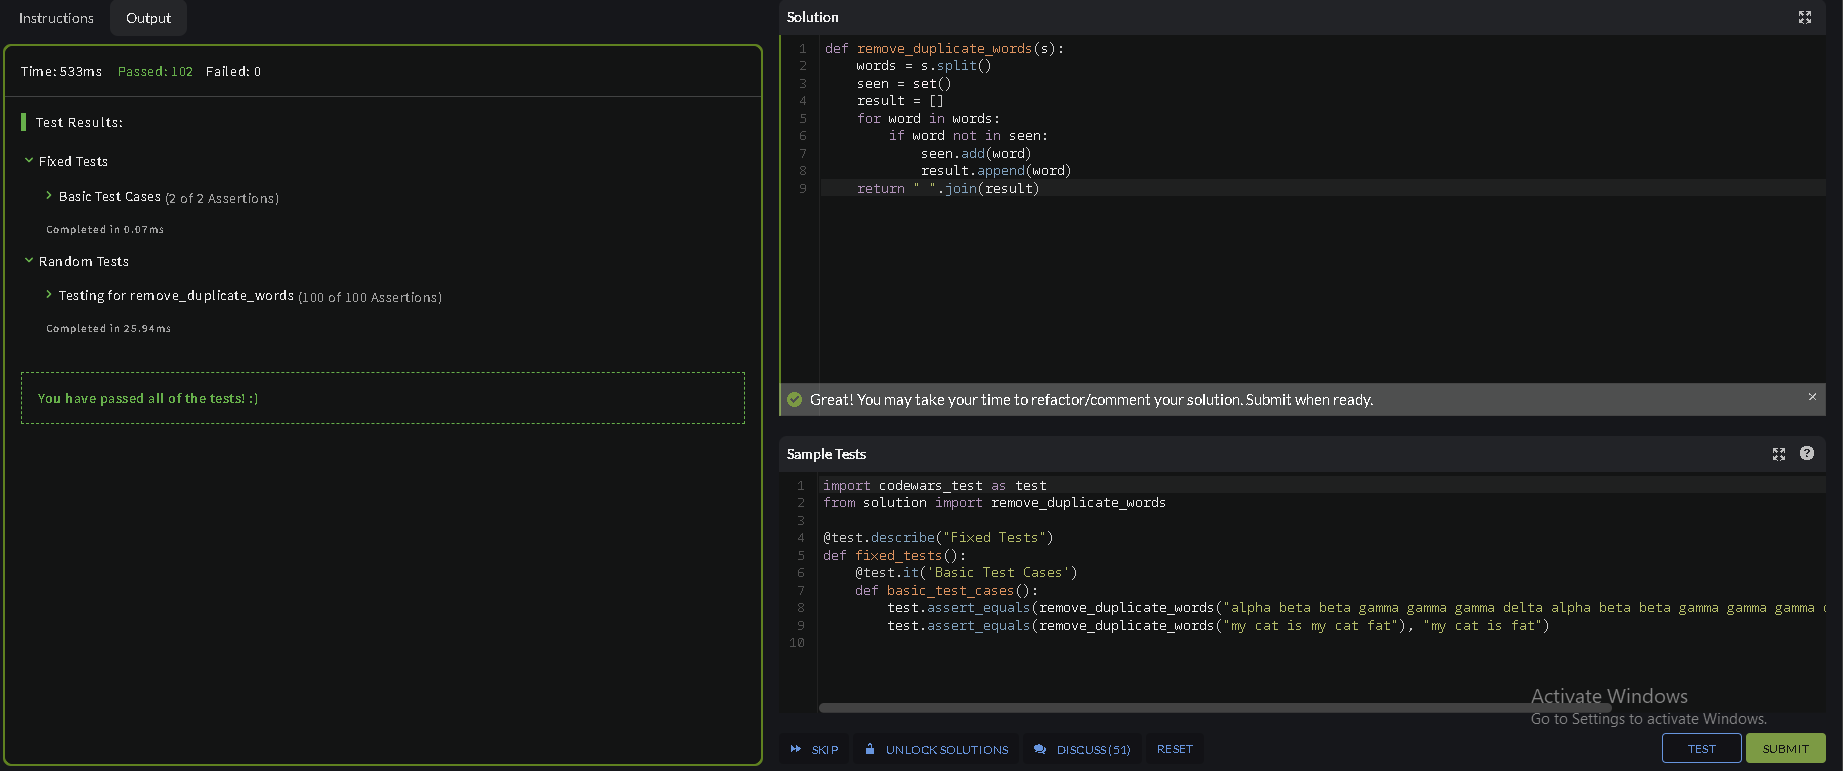 Instructions
Output
Time: 533ms Passed: 102 Failed: 0
Test Results:
Fixed Tests
Basic Test Cases (2 of 2 Assertions)
Completed in 0.07ms
Random Tests
Testing for remove_duplicate_words (100 of 100 Assertions)
Completed in 25.94ms
You have passed all of the tests! :)
Solution
1 def remove_duplicate_words(s):
2 words = s.split()
3 seen = set()
4 result = []
5 for word in words:
6 if word not in seen:
7 seen.add(word)
8 result.append(word)
9 return " ".join(result)
Great! You may take your time to refactor/comment your solution. Submit when ready.
Sample Tests
1 import codewars_test as test
2 from solution import remove_duplicate_words
3
4 @test.describe("Fixed Tests")
5 def fixed_tests():
6 @test.it('Basic Test Cases')
7 def basic_test_cases():
8 test.assert_equals(remove_duplicate_words("alpha beta beta gamma gamma gamma delta alpha beta beta gamma gamma gamma
9 test.assert_equals(remove_duplicate_words("my cat is my cat fat"), "my cat is fat")
10
Activate Windows
Go to Settings to activate Windows.
SKIP
UNLOCK SOLUTIONS
DISCUSS (51)
RESET
TEST
SUBMIT